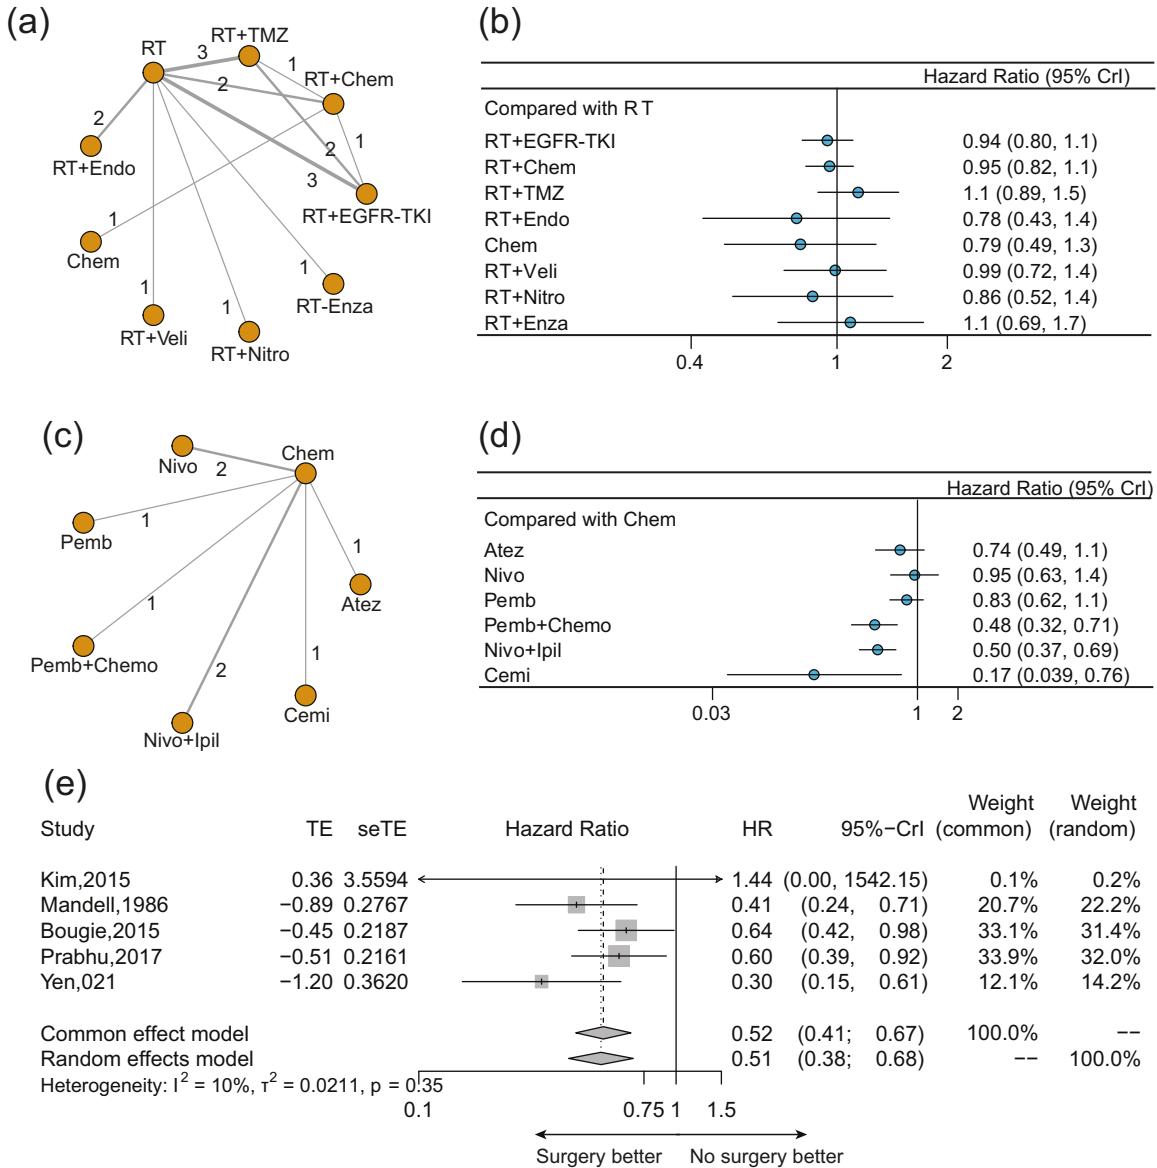 (a)
RT
RT+TMZ
3
1
RT+Chem
2
2
1
2
RT+Endo
3
RT+EGFR-TKI
1
Chem
1
RT-Enza
1
1
RT+Veli
RT+Nitro
(b)
Hazard Ratio (95% CrI)
Compared with RT
RT+EGFR-TKI 0.94 (0.80, 1.1)
RT+Chem 0.95 (0.82, 1.1)
RT+TMZ 1.1 (0.89, 1.5)
RT+Endo 0.78 (0.43, 1.4)
Chem 0.79 (0.49, 1.3)
RT+Veli 0.99 (0.72, 1.4)
RT+Nitro 0.86 (0.52, 1.4)
RT+Enza 1.1 (0.69, 1.7)
0.4 1 2
(c)
Chem
Nivo
2
1
Pemb
1
Atez
1
Pemb+Chemo
2
1
Cemi
Nivo+Ipil
(d)
Hazard Ratio (95% CrI)
Compared with Chem
Atez 0.74 (0.49, 1.1)
Nivo 0.95 (0.63, 1.4)
Pemb 0.83 (0.62, 1.1)
Pemb+Chemo 0.48 (0.32, 0.71)
Nivo+Ipil 0.50 (0.37, 0.69)
Cemi 0.17 (0.039, 0.76)
0.03 1 2
(e)
Weight Weight
Study TE seTE Hazard Ratio HR 95%−CrI (common) (random)
Kim,2015 0.36 3.5594 1.44 (0.00, 1542.15) 0.1% 0.2%
Mandell,1986 −0.89 0.2767 0.41 (0.24, 0.71) 20.7% 22.2%
Bougie,2015 −0.45 0.2187 0.64 (0.42, 0.98) 33.1% 31.4%
Prabhu,2017 −0.51 0.2161 0.60 (0.39, 0.92) 33.9% 32.0%
Yen,021 −1.20 0.3620 0.30 (0.15, 0.61) 12.1% 14.2%
Common effect model 0.52 (0.41; 0.67) 100.0% −−
Random effects model 0.51 (0.38; 0.68) −− 100.0%
Heterogeneity: I² = 10%, τ² = 0.0211, p = 0.35
0.1 0.75 1 1.5
Surgery better No surgery better